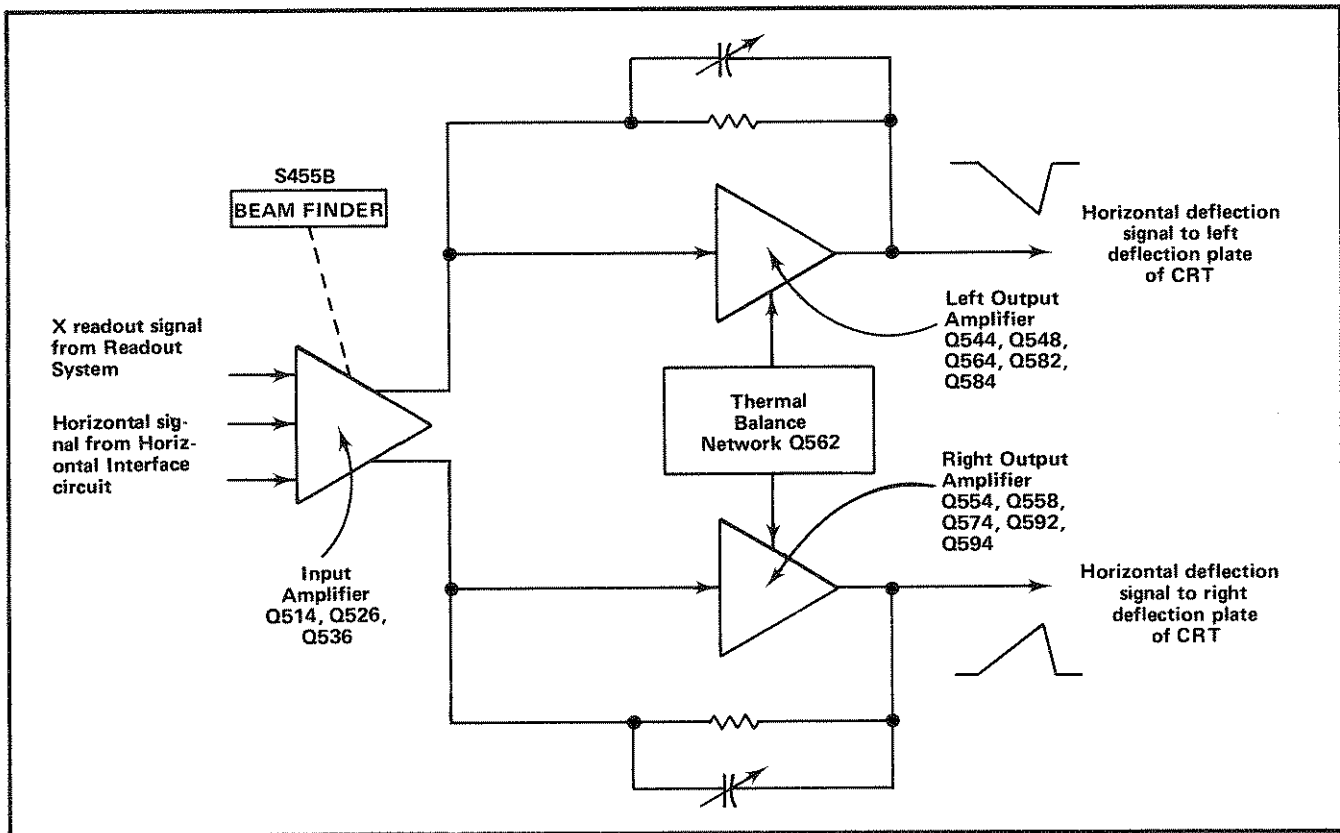 S455B
BEAM FINDER
X readout signal
from Readout
System
Horizontal sig-
nal from Horiz-
ontal Interface
circuit
Input
Amplifier
Q514, Q526,
Q536
Thermal
Balance
Network Q562
Left Output
Amplifier
Q544, Q548,
Q564, Q582,
Q584
Horizontal deflection
signal to left
deflection plate
of CRT
Right Output
Amplifier
Q554, Q558,
Q574, Q592,
Q594
Horizontal deflection
signal to right
deflection plate
of CRT